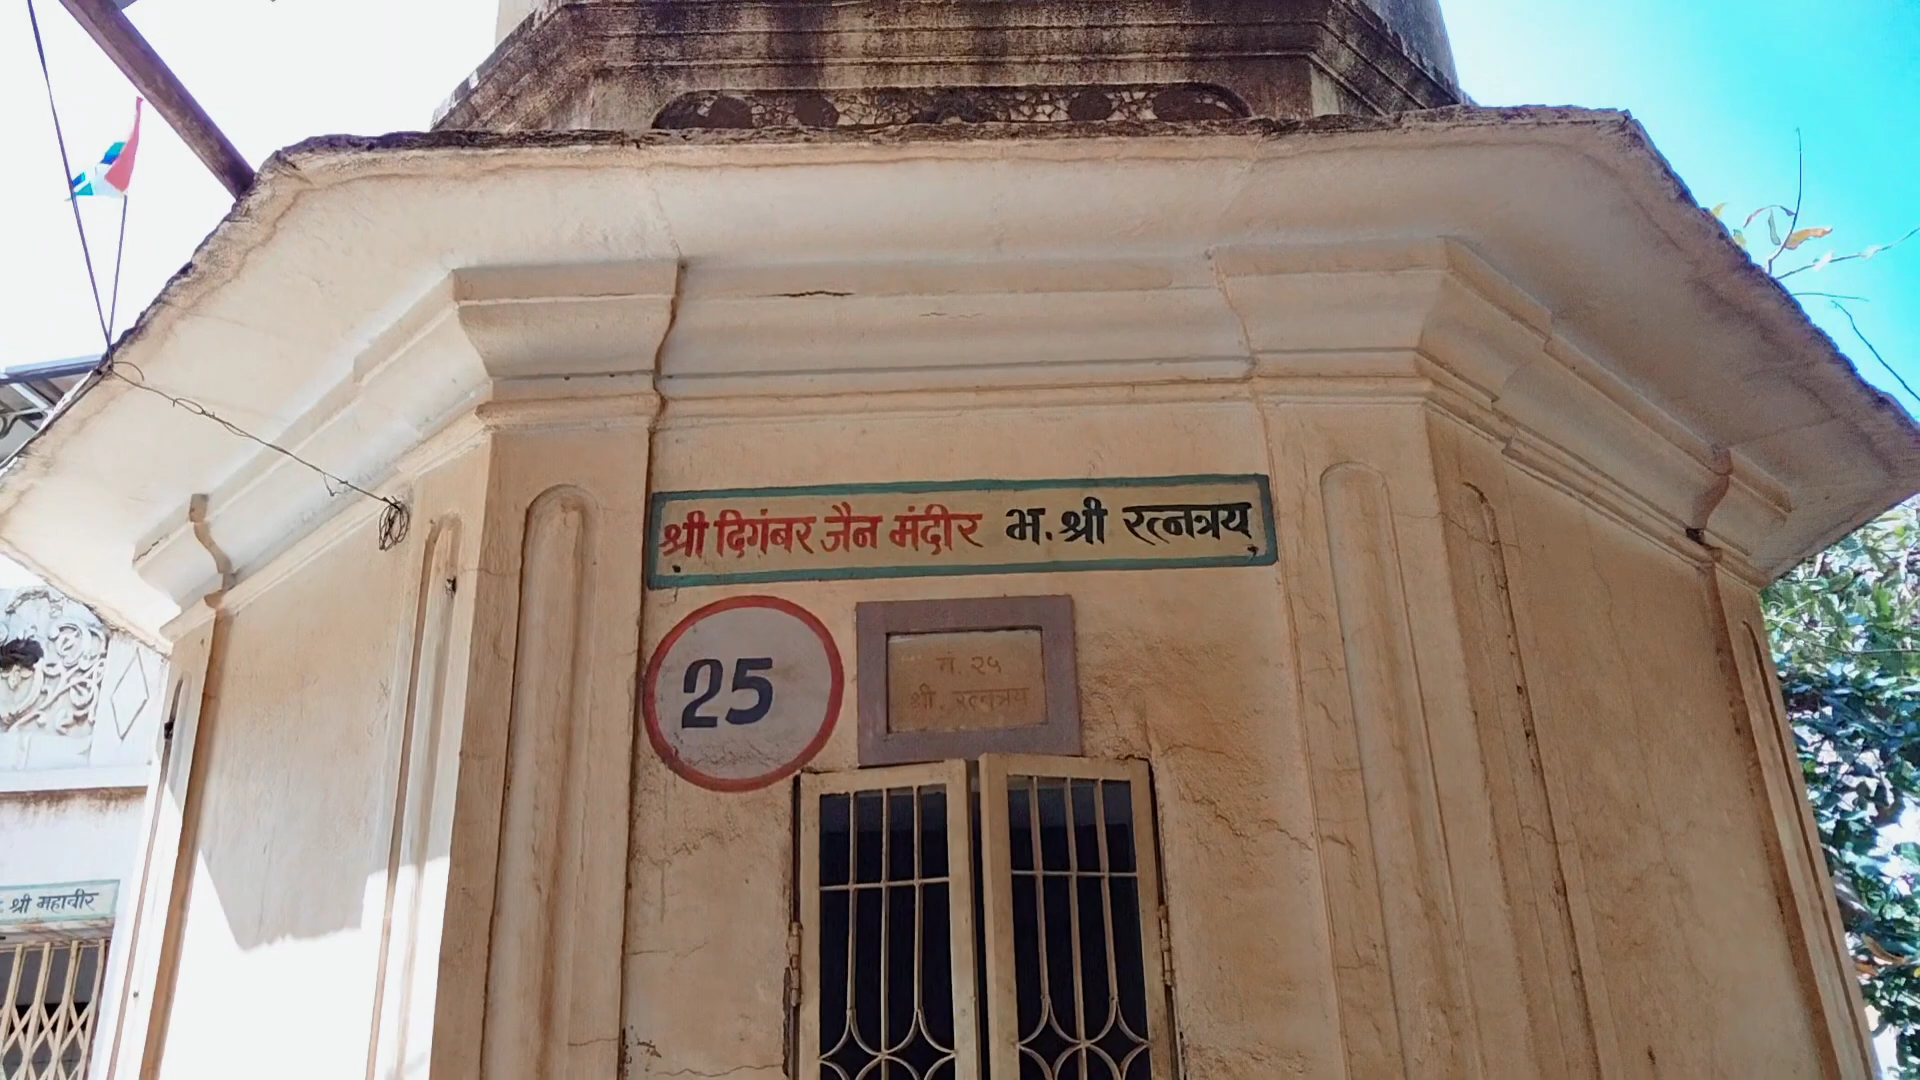 श्री दिगंबर जैन मंदीर भ. श्री रत्नत्रय
25
नं. २५
श्री. रत्नत्रय
श्री महावीर